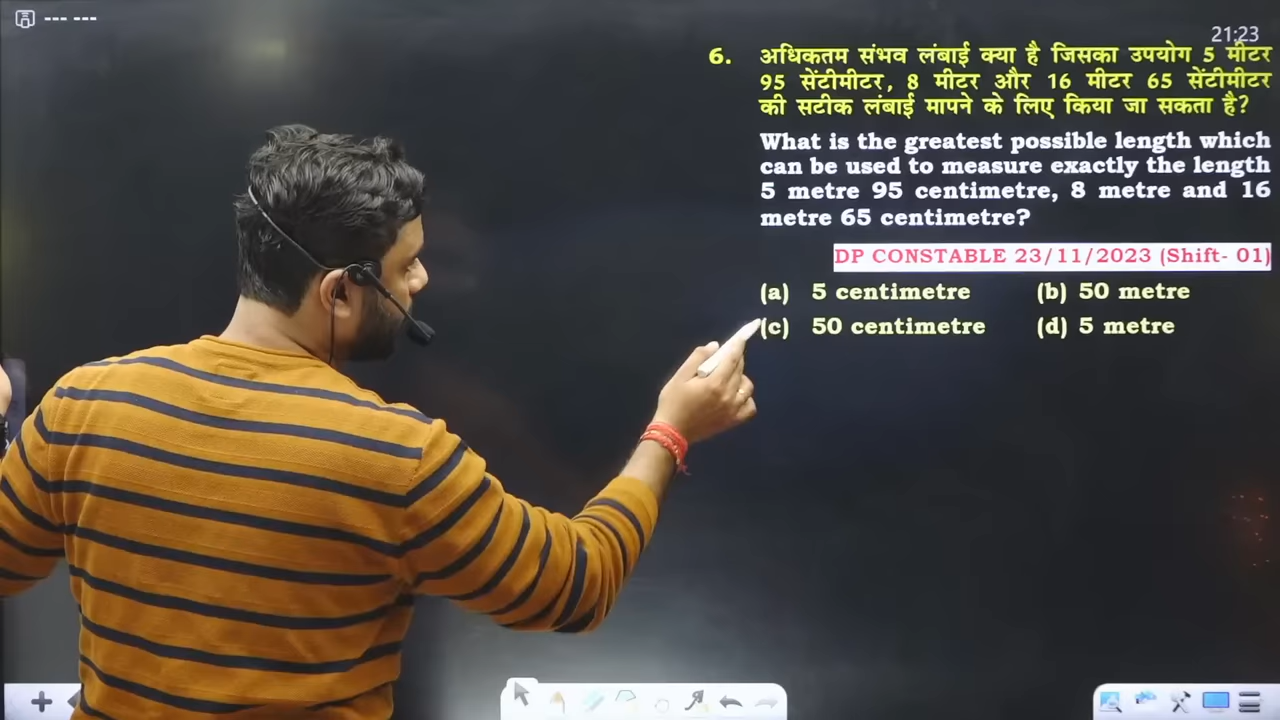 21:23
6. अधिकतम संभव लंबाई क्या है जिसका उपयोग 5 मीटर
95 सेंटीमीटर, 8 मीटर और 16 मीटर 65 सेंटीमीटर
की सटीक लंबाई मापने के लिए किया जा सकता है?
What is the greatest possible length which
can be used to measure exactly the length
5 metre 95 centimetre, 8 metre and 16
metre 65 centimetre?
DP CONSTABLE 23/11/2023 (Shift- 01)
(a) 5 centimetre (b) 50 metre
(c) 50 centimetre (d) 5 metre